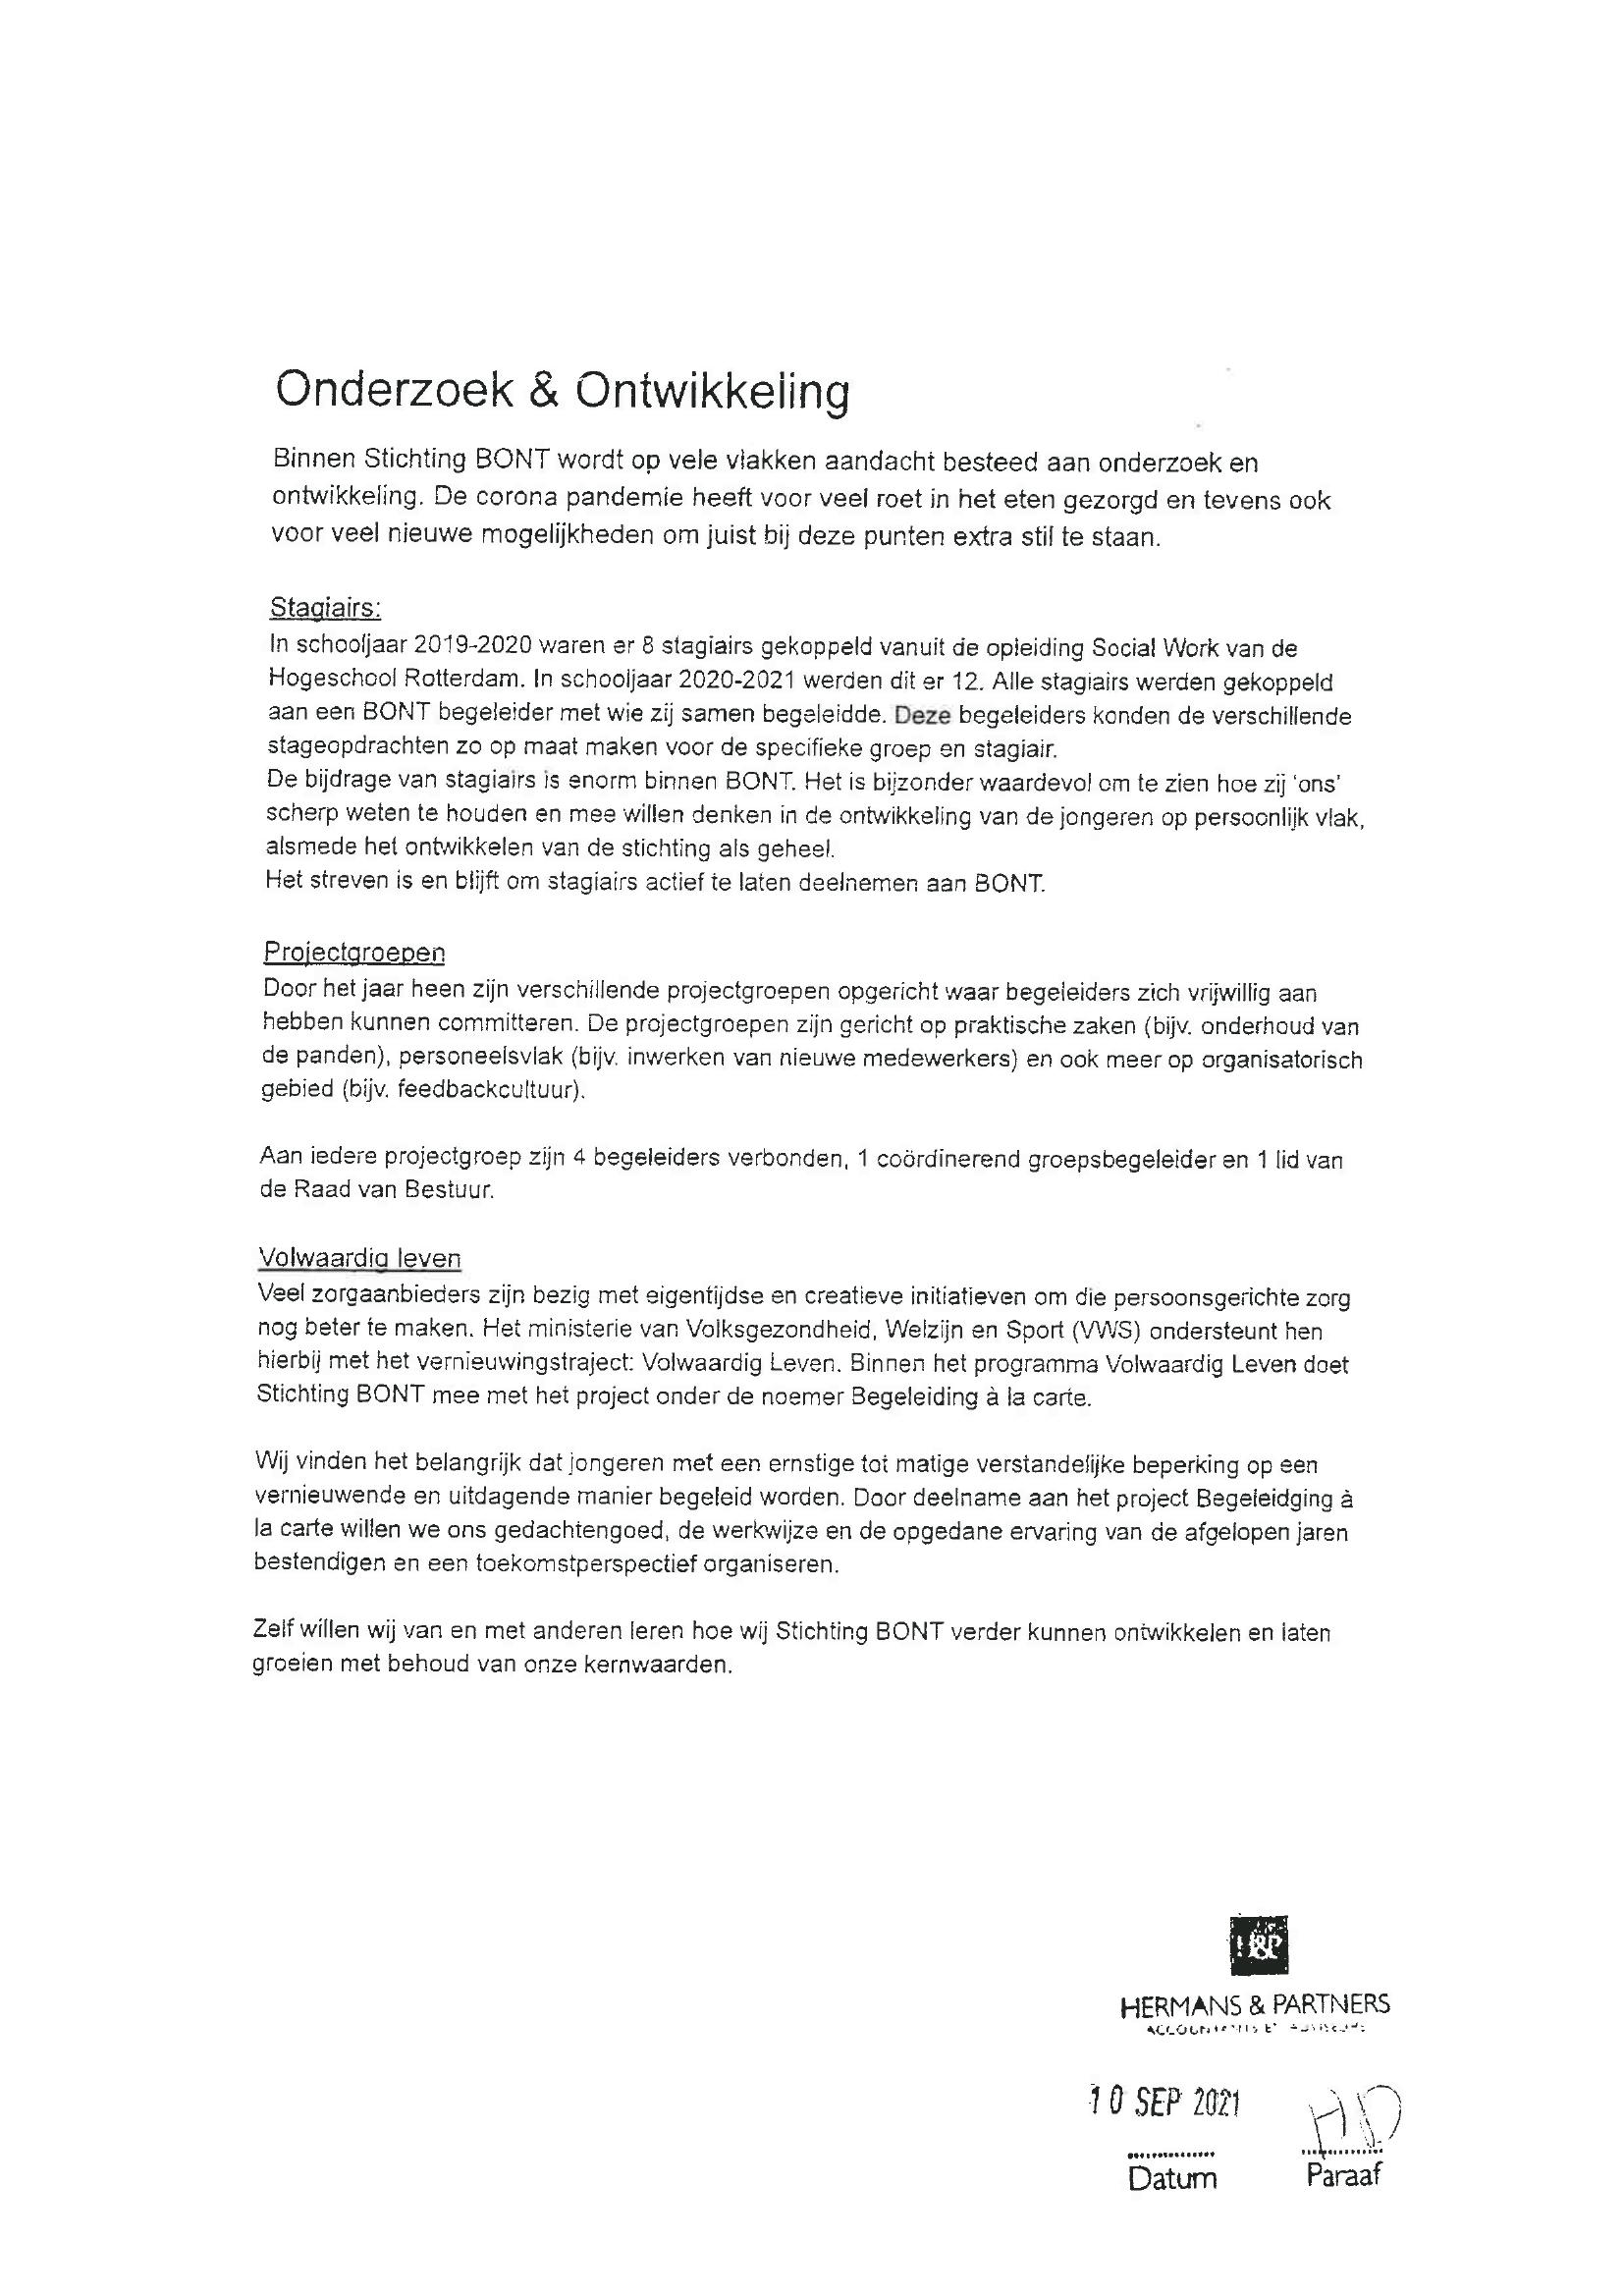 Onderzoek & Ontwikkeling
Binnen Stichting BONT wordt op vele vlakken aandacht besteed aan onderzoek en
ontwikkeling. De corona pandemie heeft voor veel roet in het eten gezorgd en tevens ook
voor veel nieuwe mogelijkheden om juist bij deze punten extra stil te staan.
Stagiairs:
In schooljaar 2019-2020 waren er 8 stagiairs gekoppeld vanuit de opleiding Social Work van de
Hogeschool Rotterdam. In schooljaar 2020-2021 werden dit er 12. Alle stagiairs werden gekoppeld
aan een BONT begeleider met wie zij samen begeleidde. Deze begeleiders konden de verschillende
stageopdrachten zo op maat maken voor de specifieke groep en stagiair.
De bijdrage van stagiairs is enorm binnen BONT. Het is bijzonder waardevol om te zien hoe zij 'ons'
scherp weten te houden en mee willen denken in de ontwikkeling van de jongeren op persoonlijk vlak,
alsmede het ontwikkelen van de stichting als geheel.
Het streven is en blijft om stagiairs actief te laten deelnemen aan BONT.
Projectgroepen
Door het jaar heen zijn verschillende projectgroepen opgericht waar begeleiders zich vrijwillig aan
hebben kunnen committeren. De projectgroepen zijn gericht op praktische zaken (bijv. onderhoud van
de panden), personeelsvlak (bijv. inwerken van nieuwe medewerkers) en ook meer op organisatorisch
gebied (bijv. feedbackcultuur).
Aan iedere projectgroep zijn 4 begeleiders verbonden, 1 coördinerend groepsbegeleider en 1 lid van
de Raad van Bestuur.
Volwaardig leven
Veel zorgaanbieders zijn bezig met eigentijdse en creatieve initiatieven om die persoonsgerichte zorg
nog beter te maken. Het ministerie van Volksgezondheid, Welzijn en Sport (VWS) ondersteunt hen
hierbij met het vernieuwingstraject: Volwaardig Leven. Binnen het programma Volwaardig Leven doet
Stichting BONT mee met het project onder de noemer Begeleiding à la carte.
Wij vinden het belangrijk dat jongeren met een ernstige tot matige verstandelijke beperking op een
vernieuwende en uitdagende manier begeleid worden. Door deelname aan het project Begeleidging à
la carte willen we ons gedachtengoed, de werkwijze en de opgedane ervaring van de afgelopen jaren
bestendigen en een toekomstperspectief organiseren.
Zelf willen wij van en met anderen leren hoe wij Stichting BONT verder kunnen ontwikkelen en laten
groeien met behoud van onze kernwaarden.
H&P
HERMANS & PARTNERS
10 SEP 2021
HD
Datum Paraaf